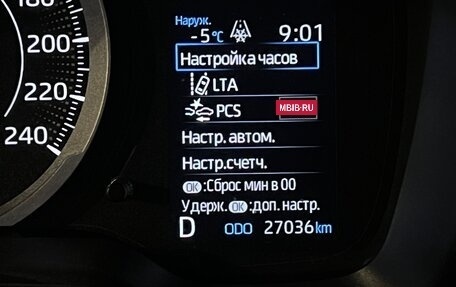 180
200
220
240
Наруж.
-5°C 9:01
Настройка часов
LTA
PCS MBIB·RU
Настр. автом.
Настр.счетч.
OK:Сброс мин в 00
Удерж.OK:доп. настр.
D ODO 27036 km